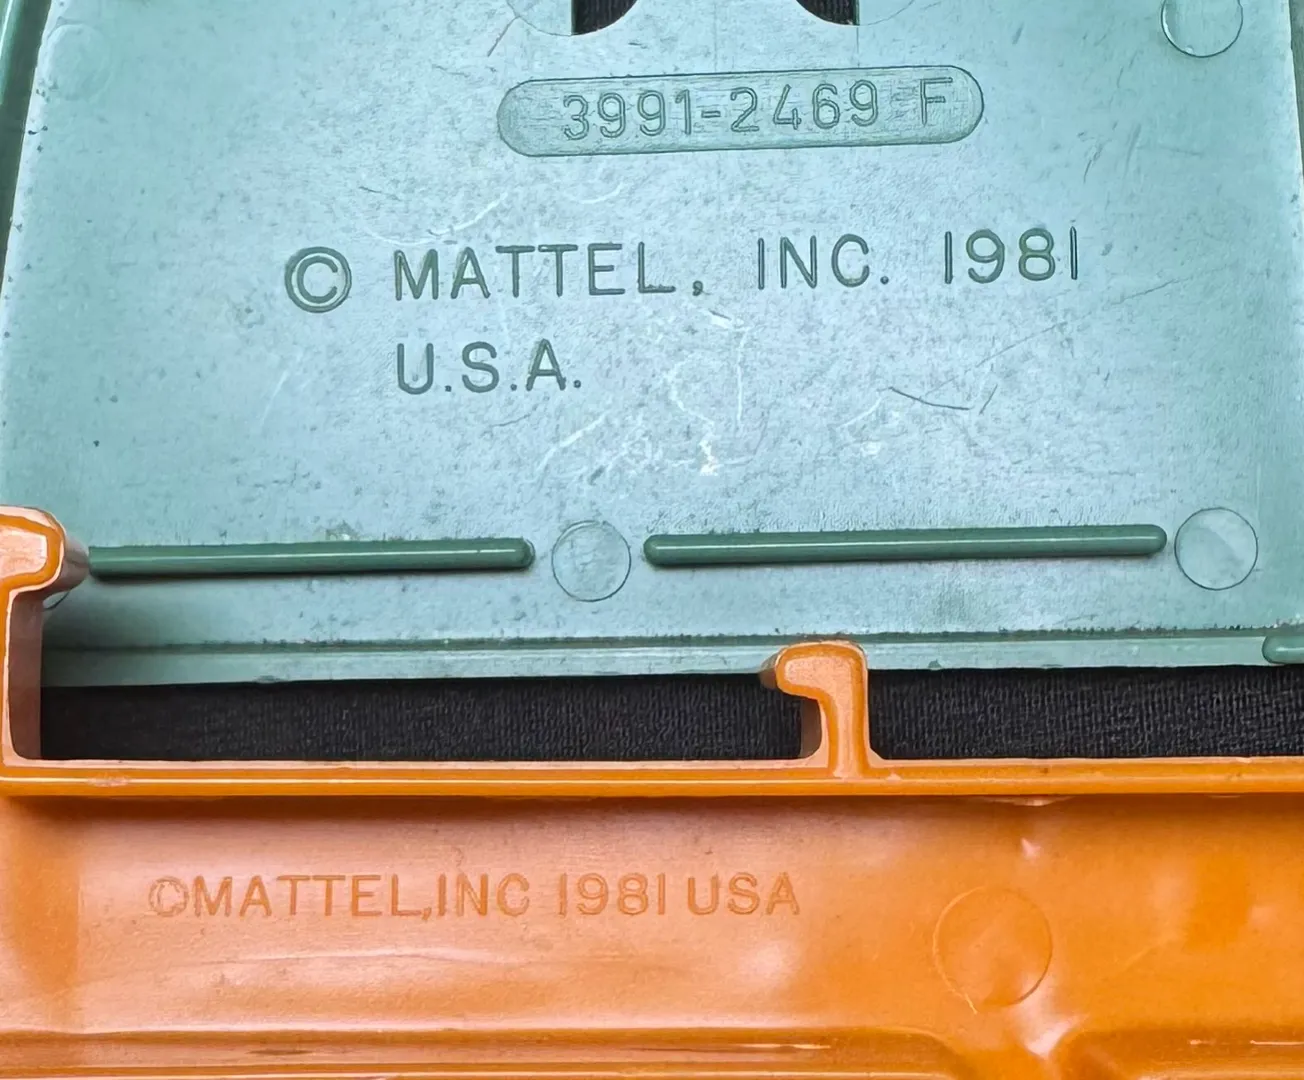 3991-2469 F
© MATTEL, INC. 1981
U.S.A.
©MATTEL,INC 1981 USA